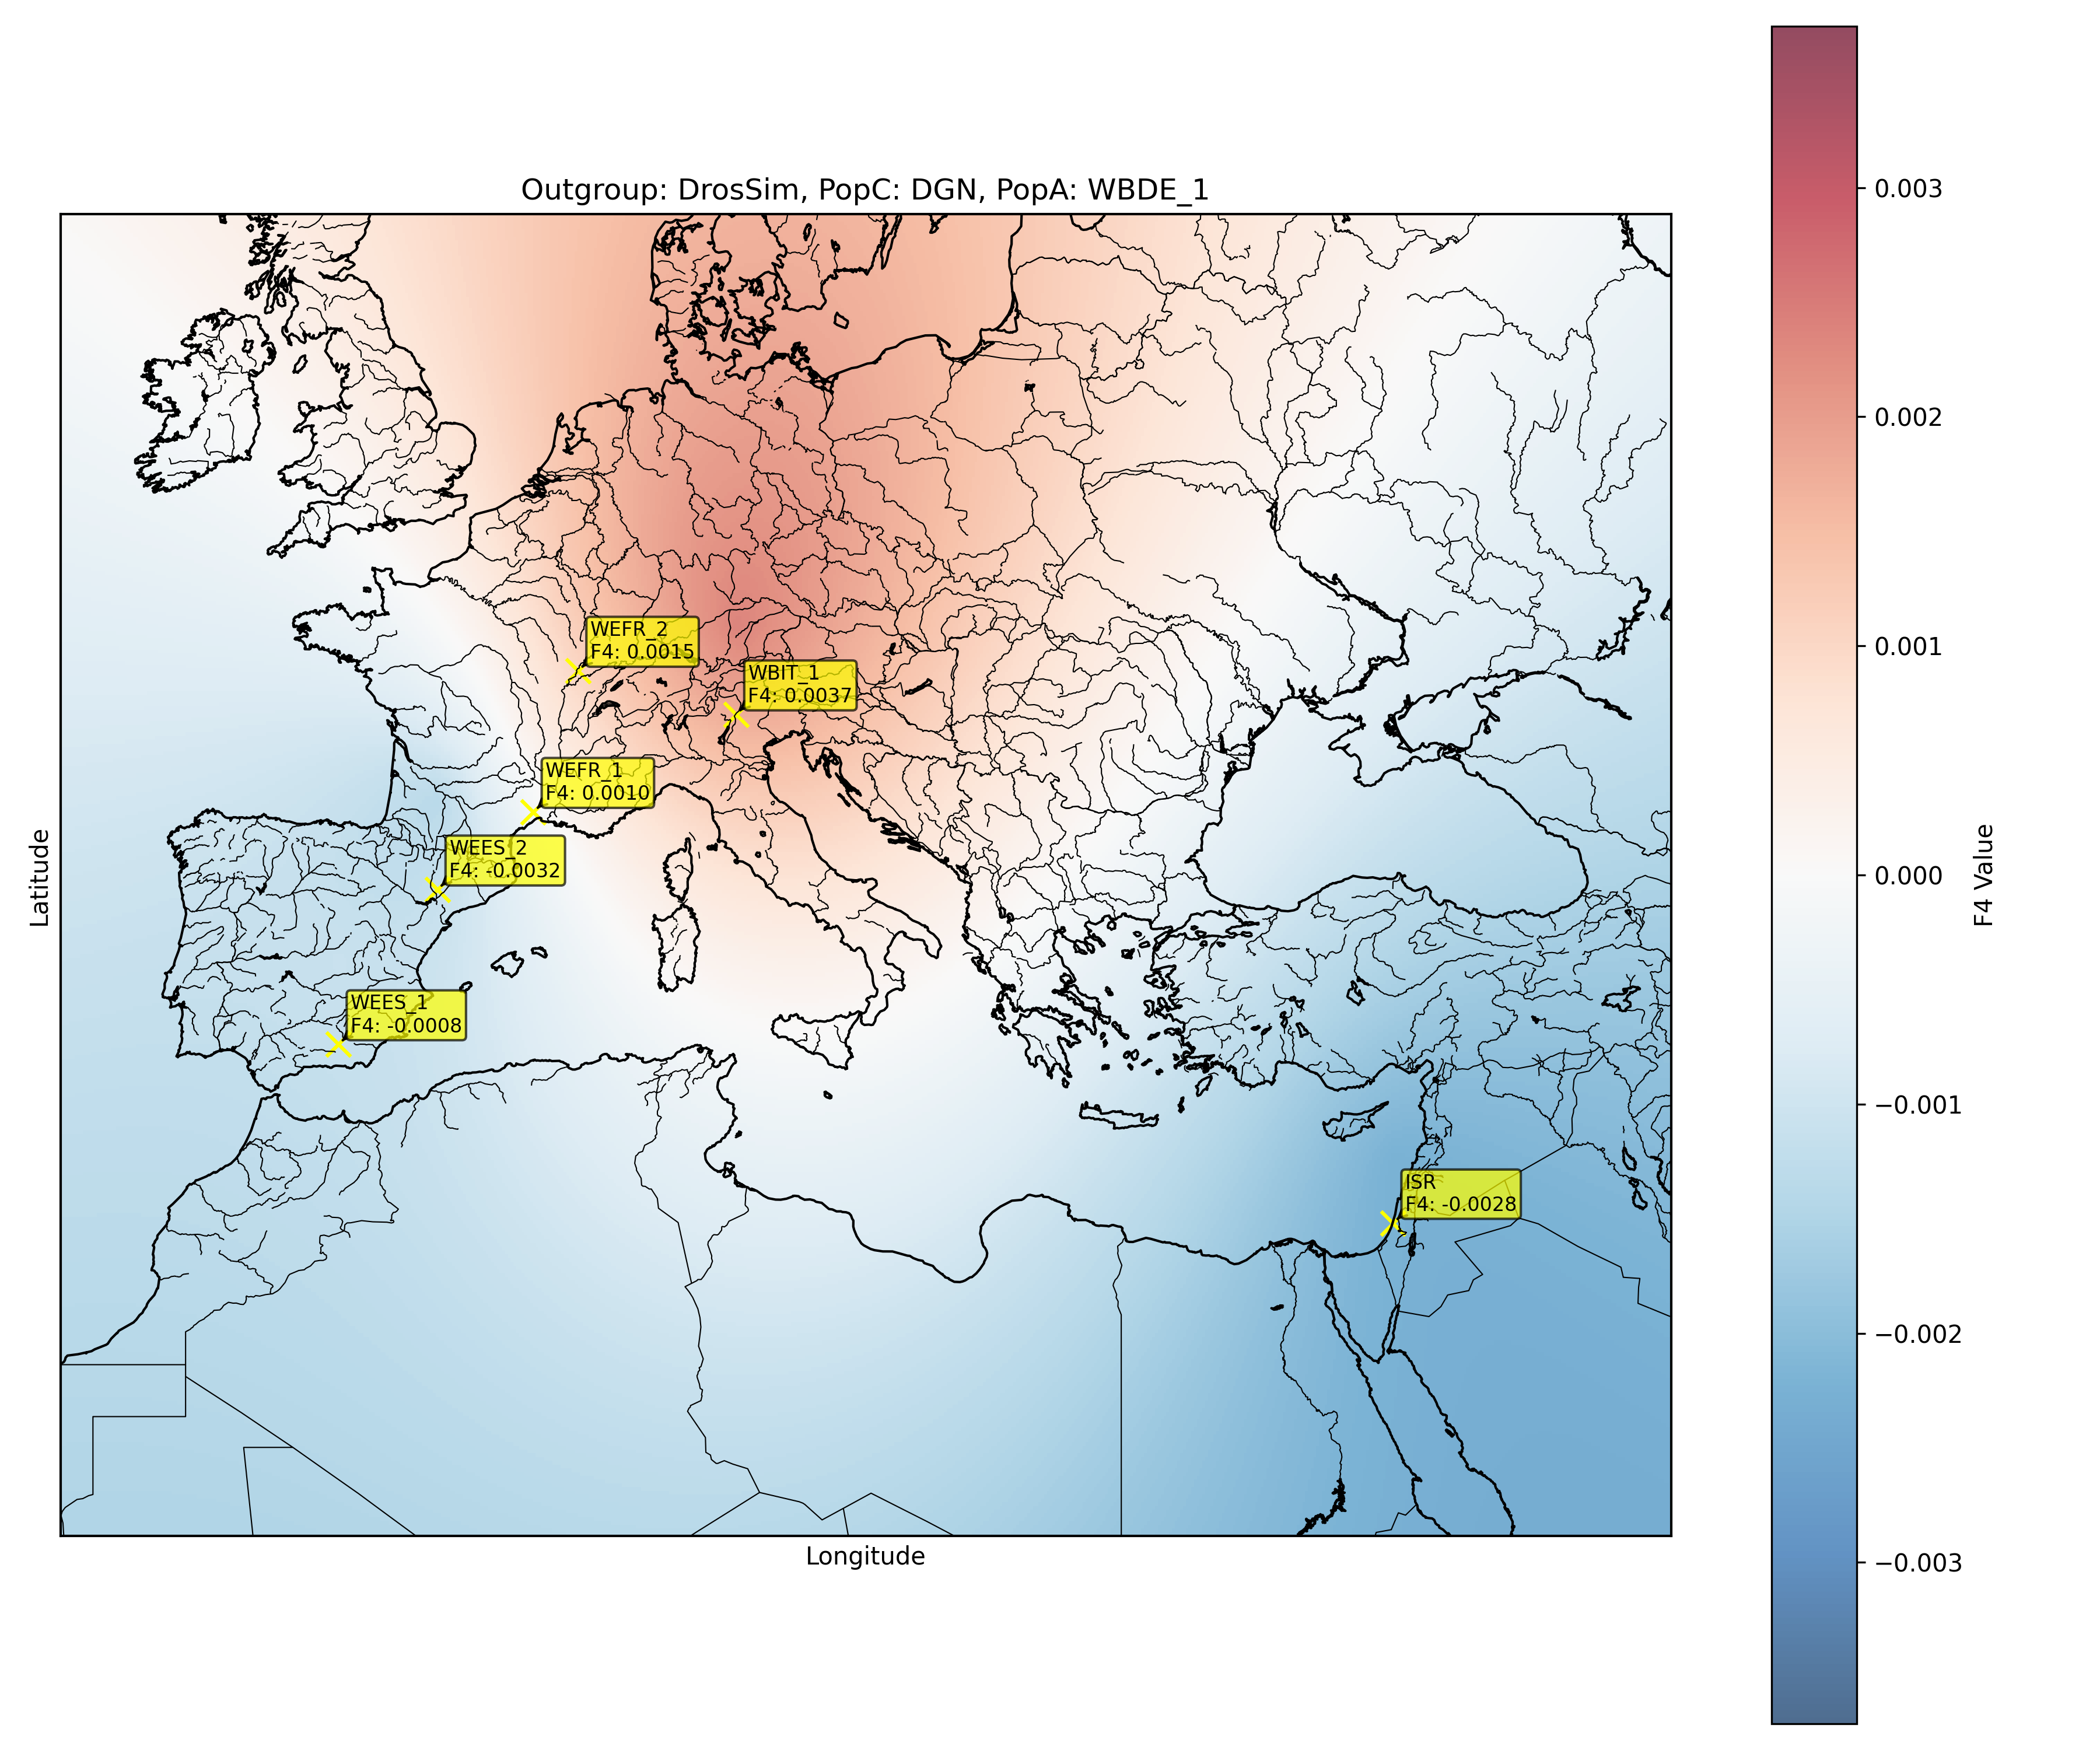 Outgroup: DrosSim, PopC: DGN, PopA: WBDE_1
WEFR_2
F4: 0.0015
WBIT_1
F4: 0.0037
WEFR_1
F4: 0.0010
WEES_2
F4: -0.0032
WEES_1
F4: -0.0008
ISR
F4: -0.0028
Latitude
Longitude
0.003
0.002
0.001
0.000
−0.001
−0.002
−0.003
F4 Value